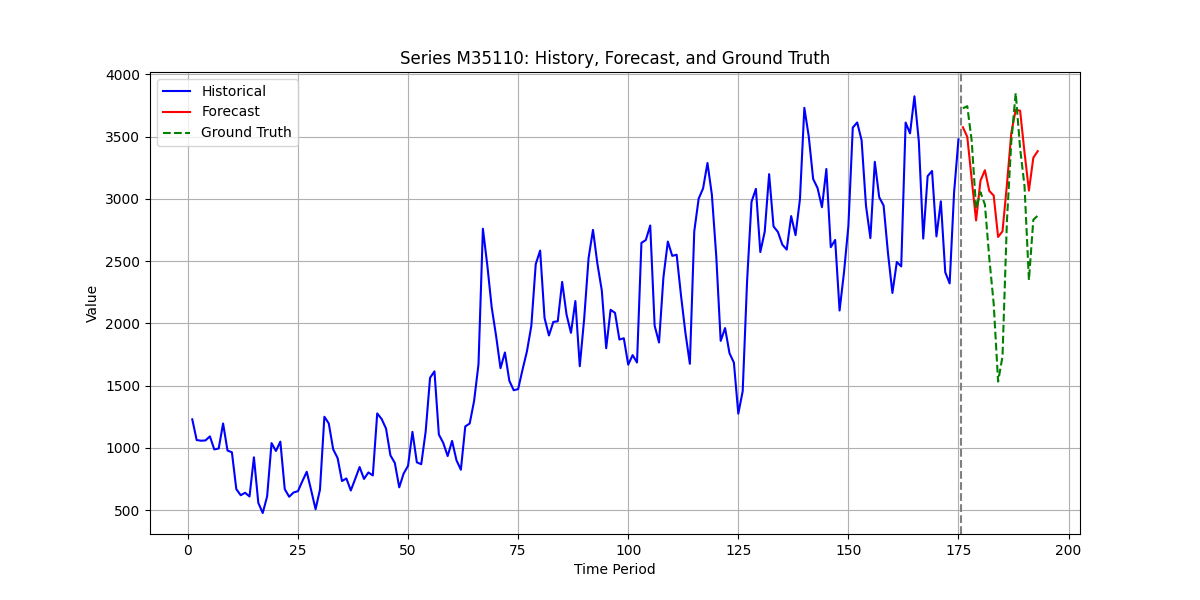 Series M35110: History, Forecast, and Ground Truth
Historical
Forecast
Ground Truth
4000
3500
3000
2500
2000
1500
1000
500
Value
0 25 50 75 100 125 150 175 200
Time Period